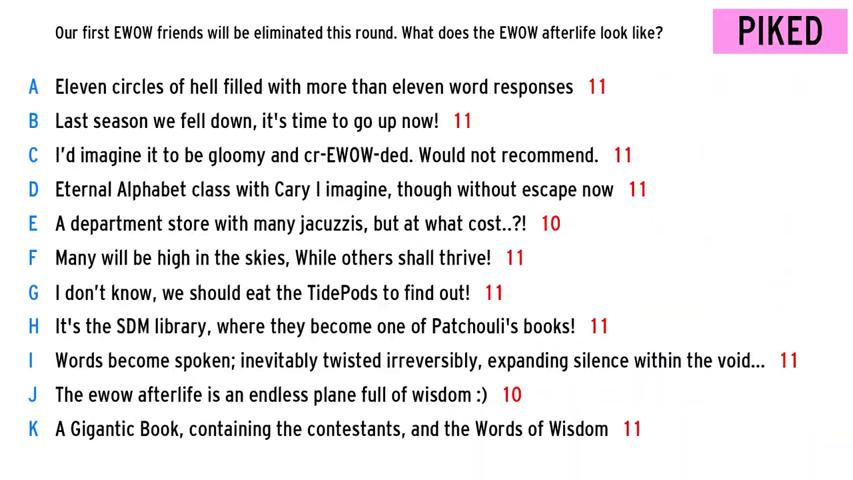 Our first EWOW friends will be eliminated this round. What does the EWOW afterlife look like?
PIKED
A Eleven circles of hell filled with more than eleven word responses 11
B Last season we fell down, it's time to go up now! 11
C I'd imagine it to be gloomy and cr-EWOW-ded. Would not recommend. 11
D Eternal Alphabet class with Cary I imagine, though without escape now 11
E A department store with many jacuzzis, but at what cost..?! 10
F Many will be high in the skies, While others shall thrive! 11
G I don't know, we should eat the TidePods to find out! 11
H It's the SDM library, where they become one of Patchouli's books! 11
I Words become spoken; inevitably twisted irreversibly, expanding silence within the void... 11
J The ewow afterlife is an endless plane full of wisdom :) 10
K A Gigantic Book, containing the contestants, and the Words of Wisdom 11